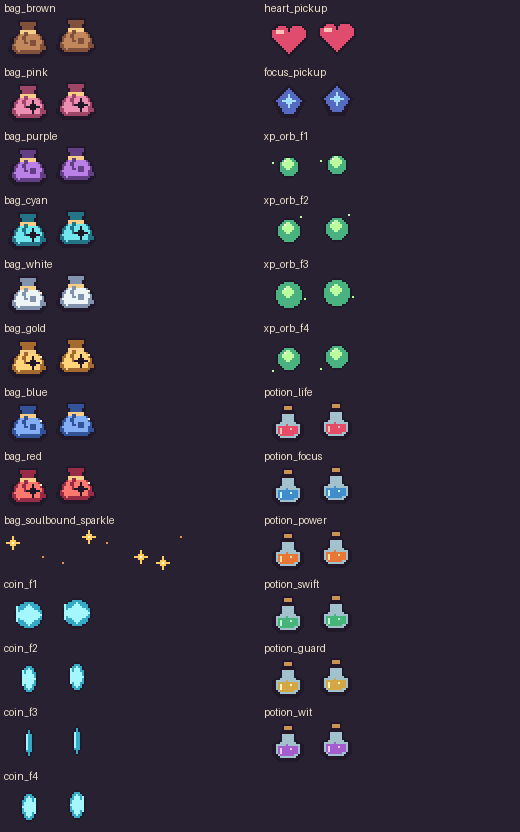 bag_brown
bag_pink
bag_purple
bag_cyan
bag_white
bag_gold
bag_blue
bag_red
bag_soulbound_sparkle
coin_f1
coin_f2
coin_f3
coin_f4
heart_pickup
focus_pickup
xp_orb_f1
xp_orb_f2
xp_orb_f3
xp_orb_f4
potion_life
potion_focus
potion_power
potion_swift
potion_guard
potion_wit